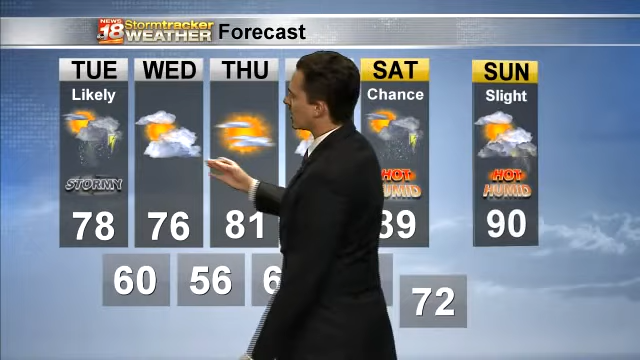 NEWS
18
Stormtracker
WEATHER
Forecast
TUE WED THU SAT SUN
Likely Chance Slight
STORMY HOT HOT
HUMID HUMID
78 76 81 90
60 56 72